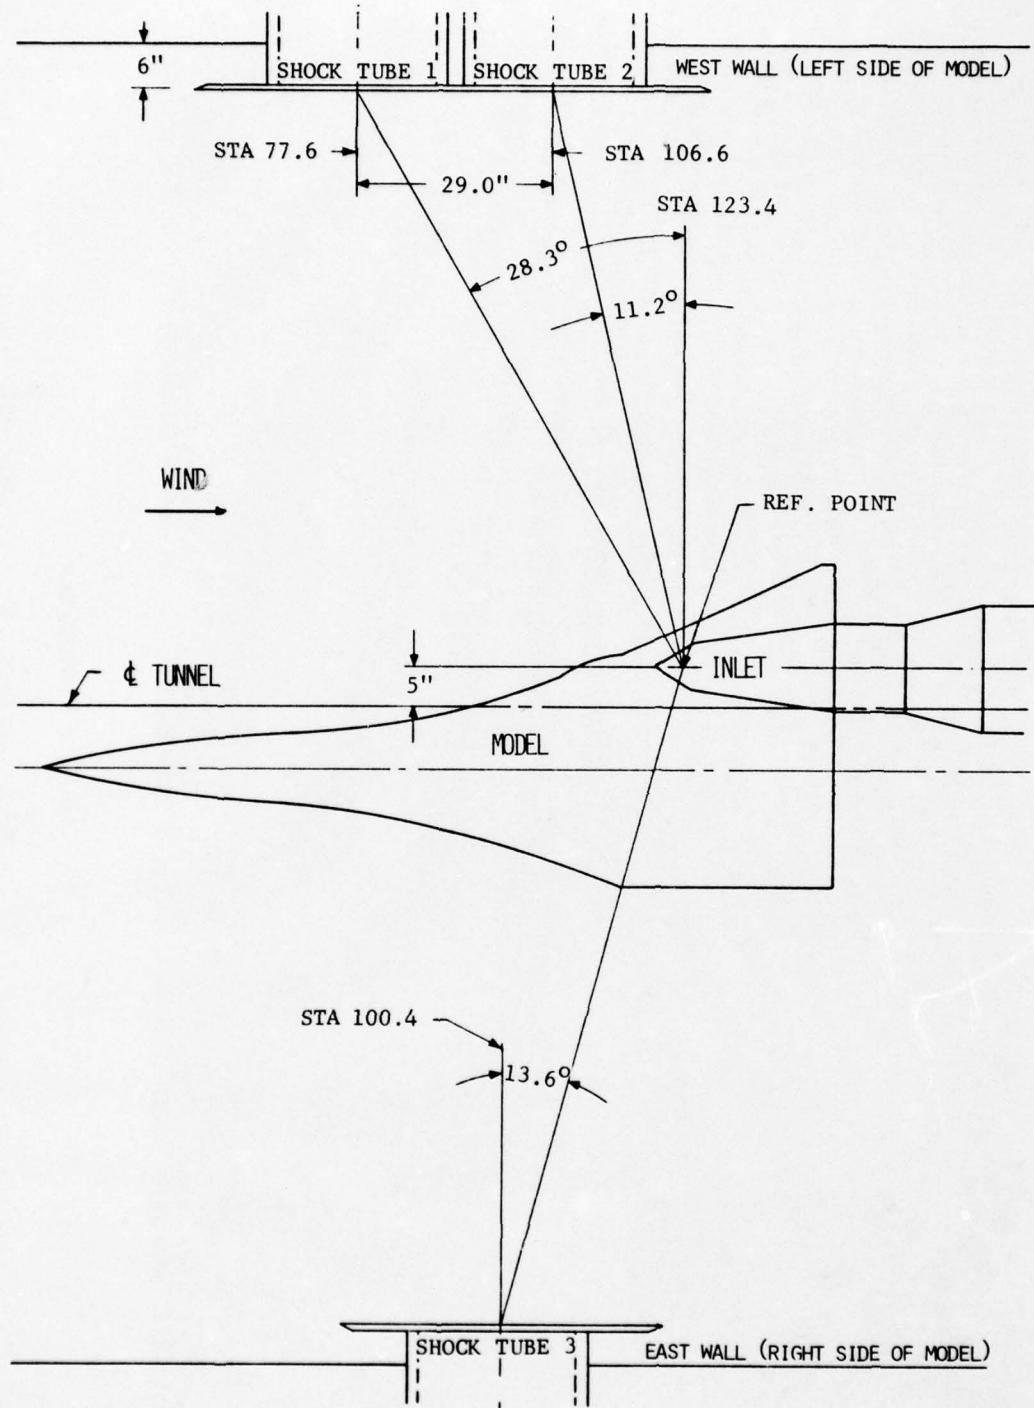 6"
SHOCK TUBE 1
SHOCK TUBE 2
WEST WALL (LEFT SIDE OF MODEL)
STA 77.6
STA 106.6
29.0"
STA 123.4
28.3°
11.2°
WIND
REF. POINT
℄ TUNNEL
5"
INLET
MODEL
STA 100.4
13.6°
SHOCK TUBE 3
EAST WALL (RIGHT SIDE OF MODEL)